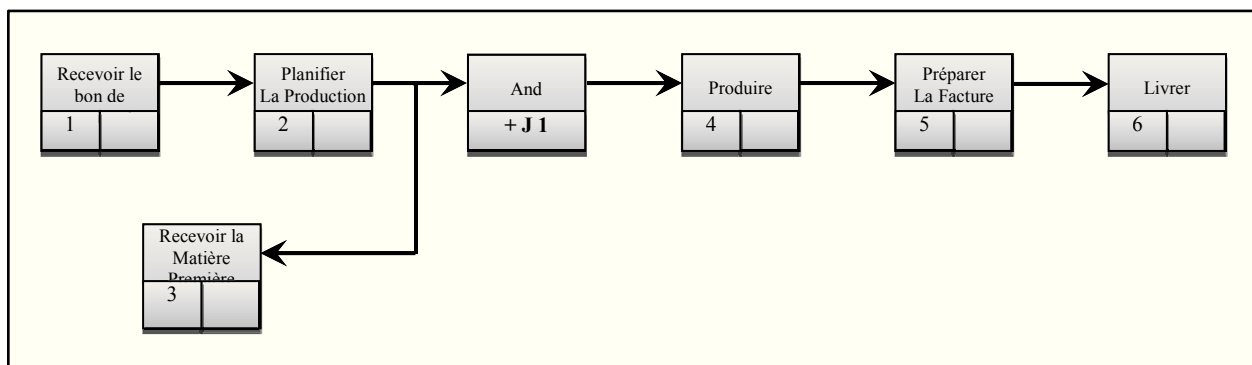 Recevoir le
bon de
1
Planifier
La Production
2
And
+ J 1
Produire
4
Préparer
La Facture
5
Livrer
6
Recevoir la
Matière
Première
3